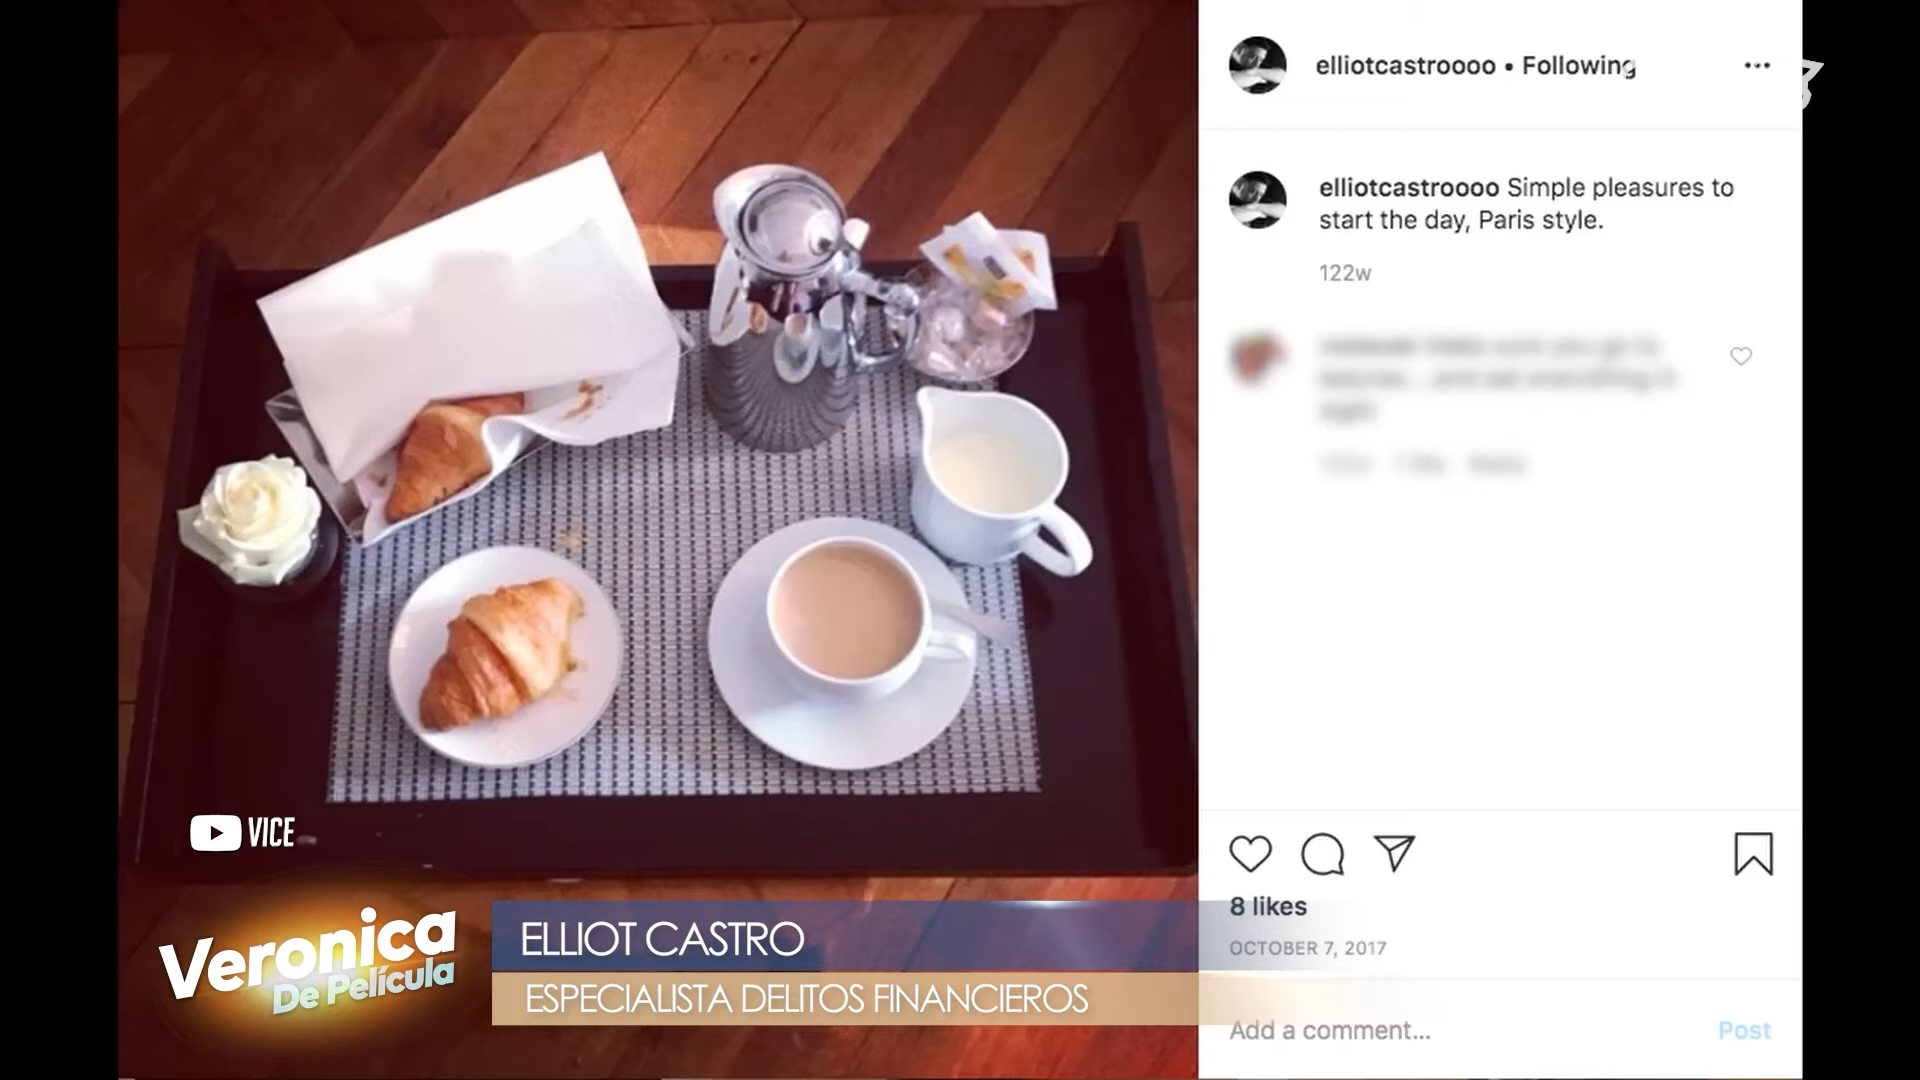 elliotcastroooo • Following
elliotcastroooo Simple pleasures to
start the day, Paris style.
122w
VICE
8 likes
OCTOBER 7, 2017
Add a comment... Post
Veronica
De Película
ELLIOT CASTRO
ESPECIALISTA DELITOS FINANCIEROS